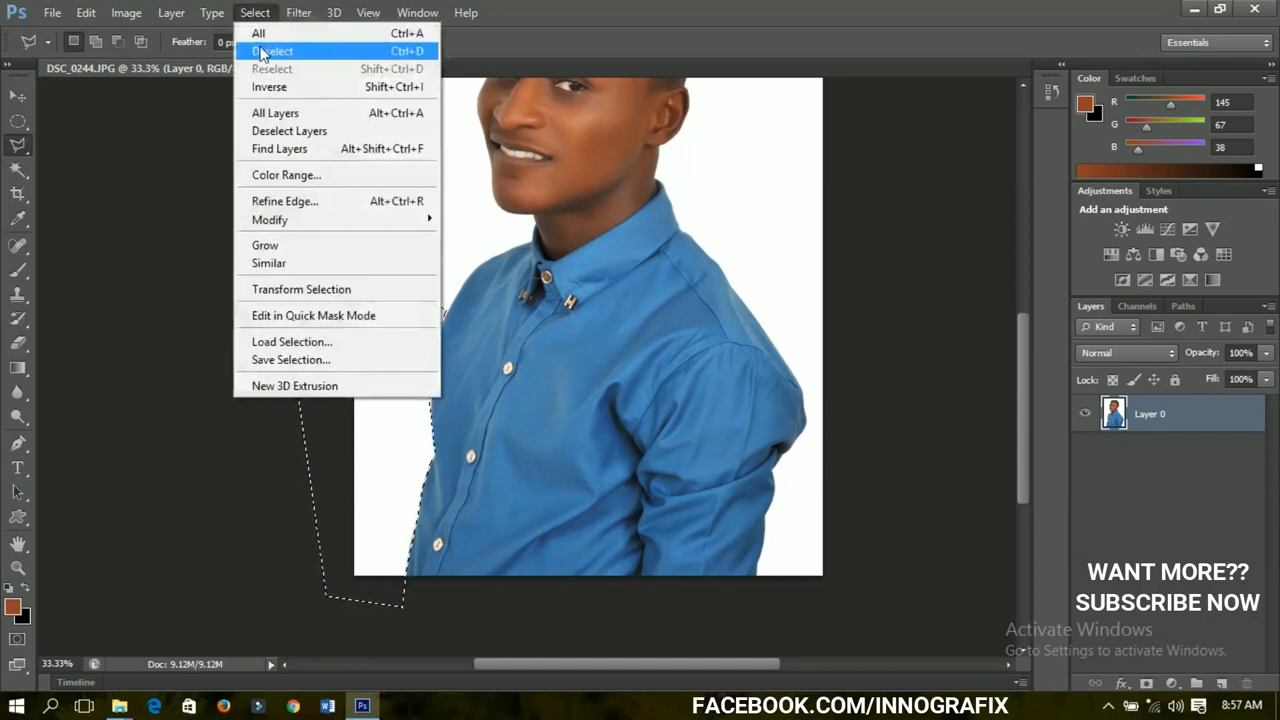 Ps File Edit Image Layer Type Select Filter 3D View Window Help
Feather: 0 p
Essentials
DSC_0244.JPG @ 33.3% (Layer 0, RGB/
All Ctrl+A
Deselect Ctrl+D
Reselect Shift+Ctrl+D
Inverse Shift+Ctrl+I
All Layers Alt+Ctrl+A
Deselect Layers
Find Layers Alt+Shift+Ctrl+F
Color Range...
Refine Edge... Alt+Ctrl+R
Modify
Grow
Similar
Transform Selection
Edit in Quick Mask Mode
Load Selection...
Save Selection...
New 3D Extrusion
Color Swatches
R 145
G 67
B 38
Adjustments Styles
Add an adjustment
Layers Channels Paths
Kind
Normal Opacity: 100%
Lock: Fill: 100%
Layer 0
WANT MORE??
SUBSCRIBE NOW
Activate Windows
Go to Settings to activate Windows.
33.33% Doc: 9.12M/9.12M
Timeline
FACEBOOK.COM/INNOGRAFIX
8:57 AM